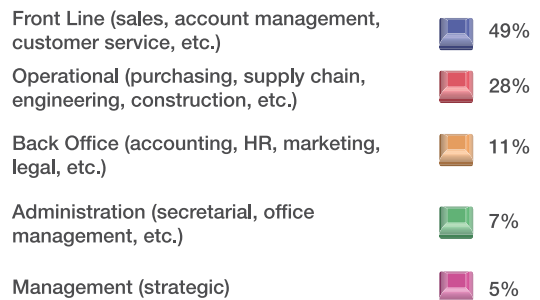 Front Line (sales, account management,
customer service, etc.)
49%
Operational (purchasing, supply chain,
engineering, construction, etc.)
28%
Back Office (accounting, HR, marketing,
legal, etc.)
11%
Administration (secretarial, office
management, etc.)
7%
Management (strategic)
5%